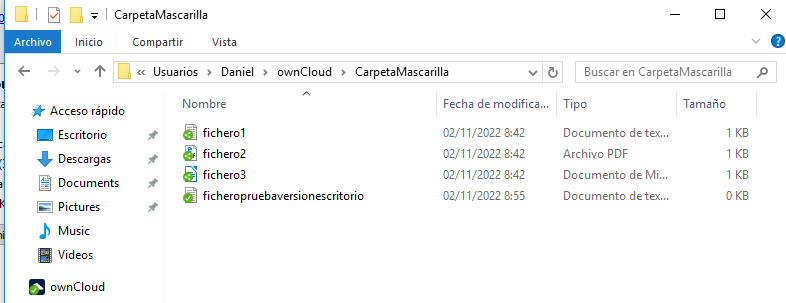 CarpetaMascarilla
Archivo Inicio Compartir Vista
« Usuarios > Daniel > ownCloud > CarpetaMascarilla Buscar en CarpetaMascarilla
Nombre Fecha de modifica... Tipo Tamaño
Acceso rápido
Escritorio
Descargas
Documents
Pictures
Music
Videos
ownCloud
fichero1 02/11/2022 8:42 Documento de tex... 1 KB
fichero2 02/11/2022 8:42 Archivo PDF 1 KB
fichero3 02/11/2022 8:42 Documento de Mi... 1 KB
ficheropruebaversionescritorio 02/11/2022 8:55 Documento de tex... 0 KB